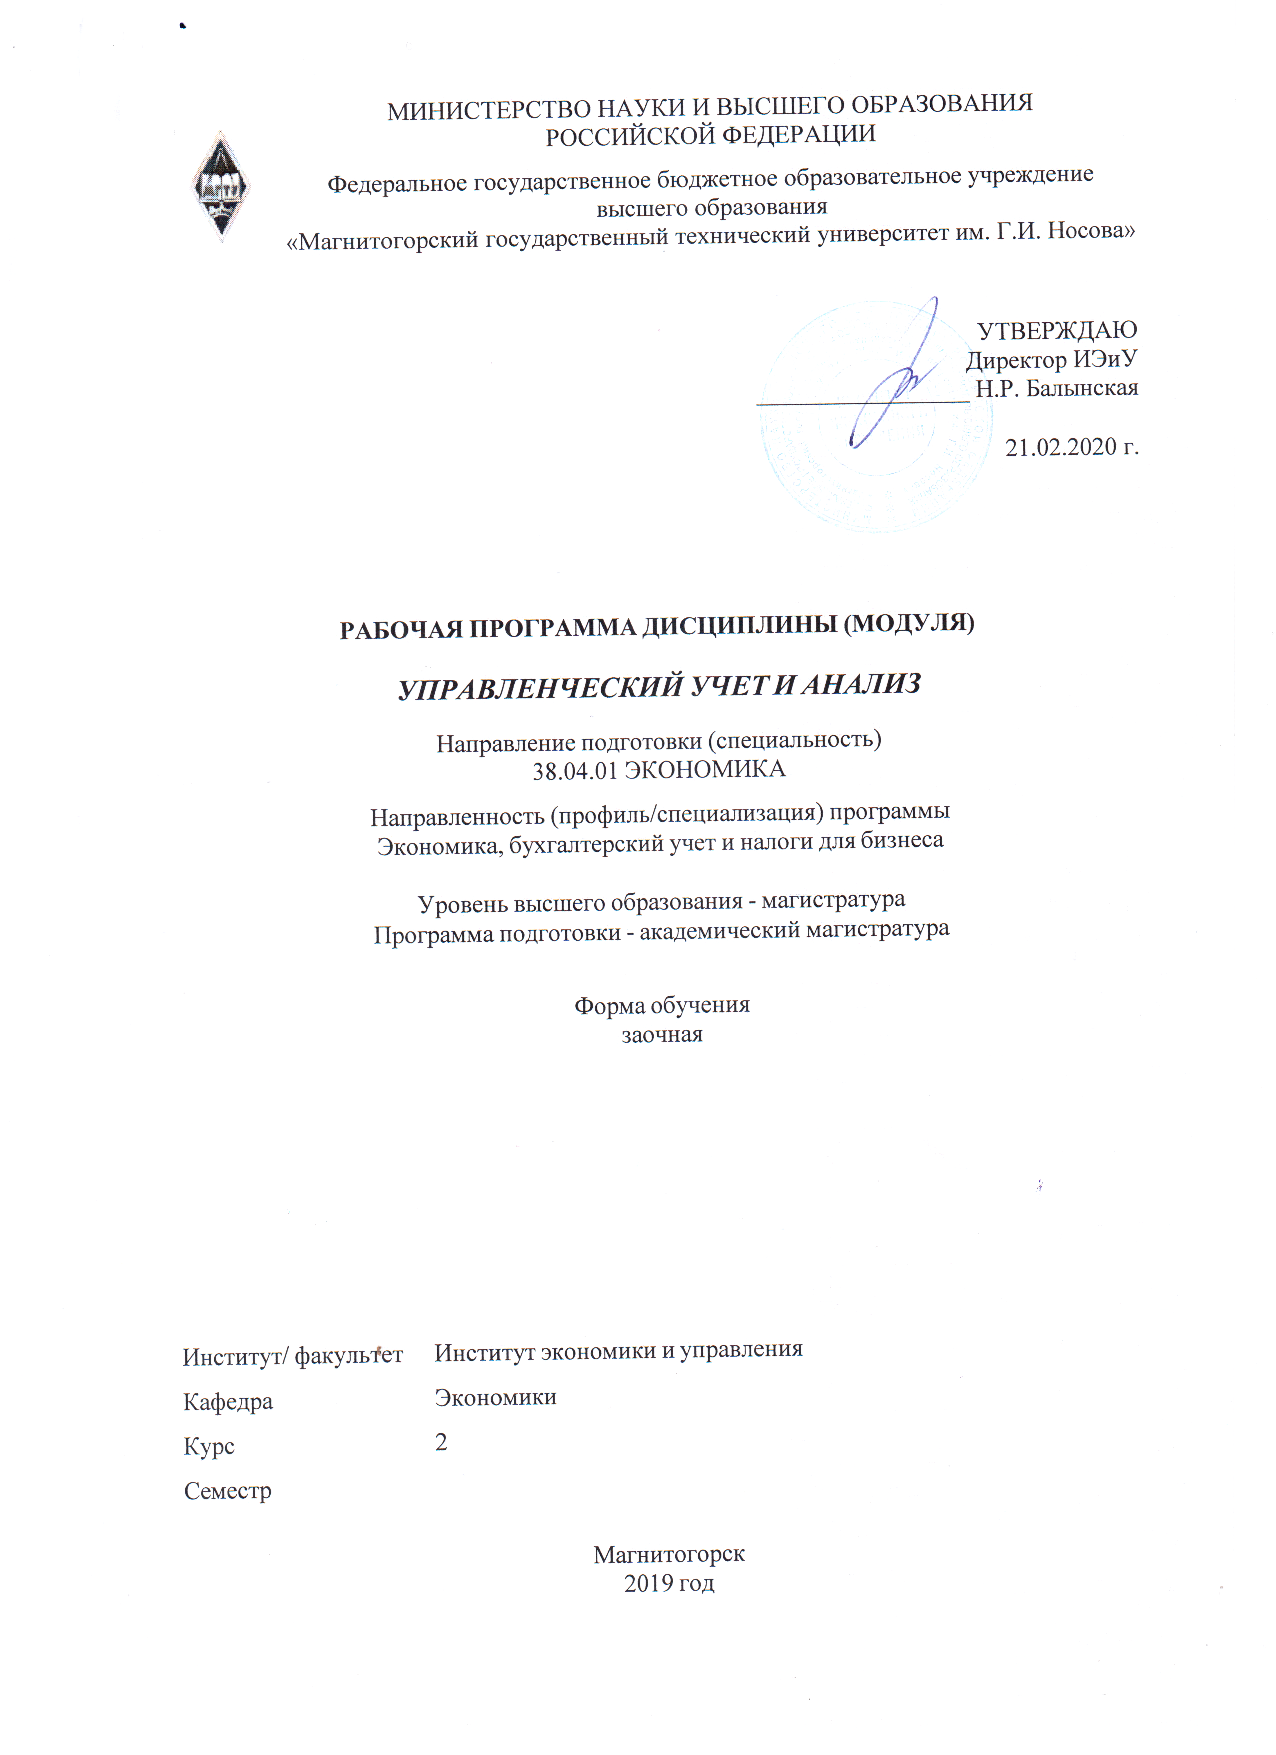 МИНИСТЕРСТВО НАУКИ И ВЫСШЕГО ОБРАЗОВАНИЯ
РОССИЙСКОЙ ФЕДЕРАЦИИ
Федеральное государственное бюджетное образовательное учреждение
высшего образования
«Магнитогорский государственный технический университет им. Г.И. Носова»
УТВЕРЖДАЮ
Директор ИЭиУ
Н.Р. Балынская
21.02.2020 г.
РАБОЧАЯ ПРОГРАММА ДИСЦИПЛИНЫ (МОДУЛЯ)
УПРАВЛЕНЧЕСКИЙ УЧЕТ И АНАЛИЗ
Направление подготовки (специальность)
38.04.01 ЭКОНОМИКА
Направленность (профиль/специализация) программы
Экономика, бухгалтерский учет и налоги для бизнеса
Уровень высшего образования - магистратура
Программа подготовки - академический магистратура
Форма обучения
заочная
Институт/ факультет Институт экономики и управления
Кафедра Экономики
Курс 2
Семестр
Магнитогорск
2019 год